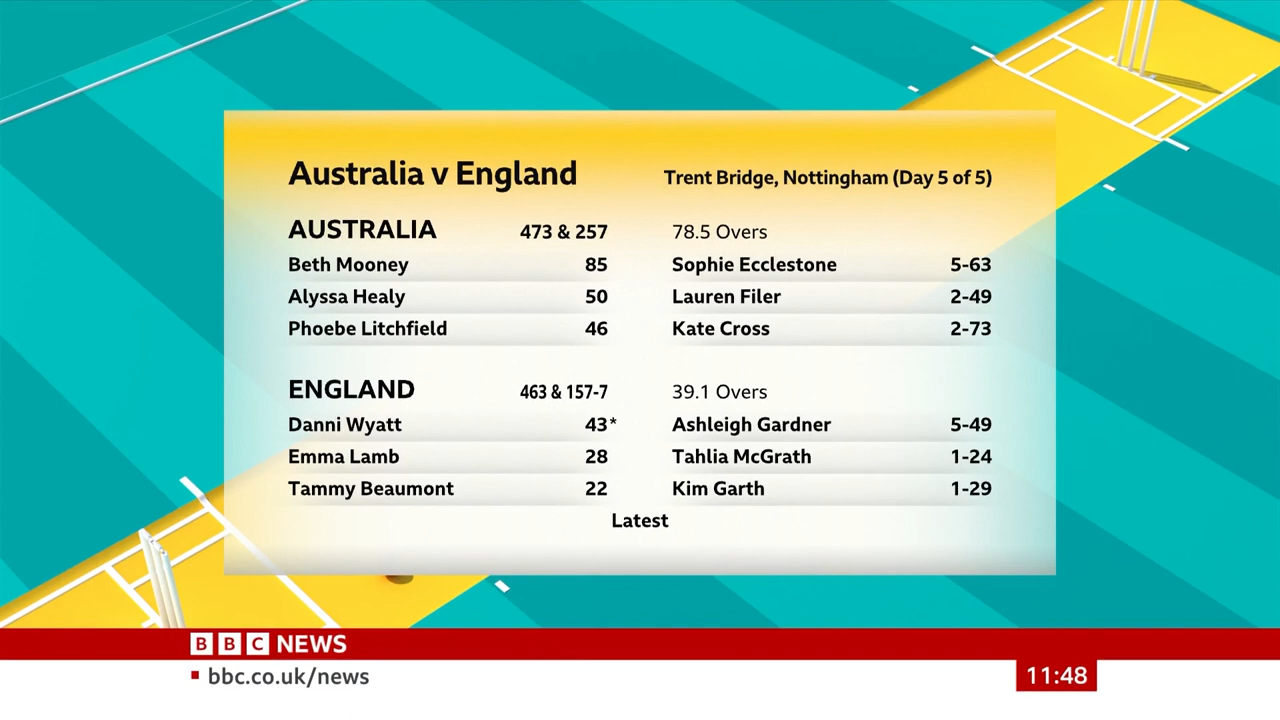 Australia v England Trent Bridge, Nottingham (Day 5 of 5)
AUSTRALIA 473 & 257 78.5 Overs
Beth Mooney 85 Sophie Ecclestone 5-63
Alyssa Healy 50 Lauren Filer 2-49
Phoebe Litchfield 46 Kate Cross 2-73
ENGLAND 463 & 157-7 39.1 Overs
Danni Wyatt 43* Ashleigh Gardner 5-49
Emma Lamb 28 Tahlia McGrath 1-24
Tammy Beaumont 22 Kim Garth 1-29
Latest
BBC NEWS
bbc.co.uk/news 11:48